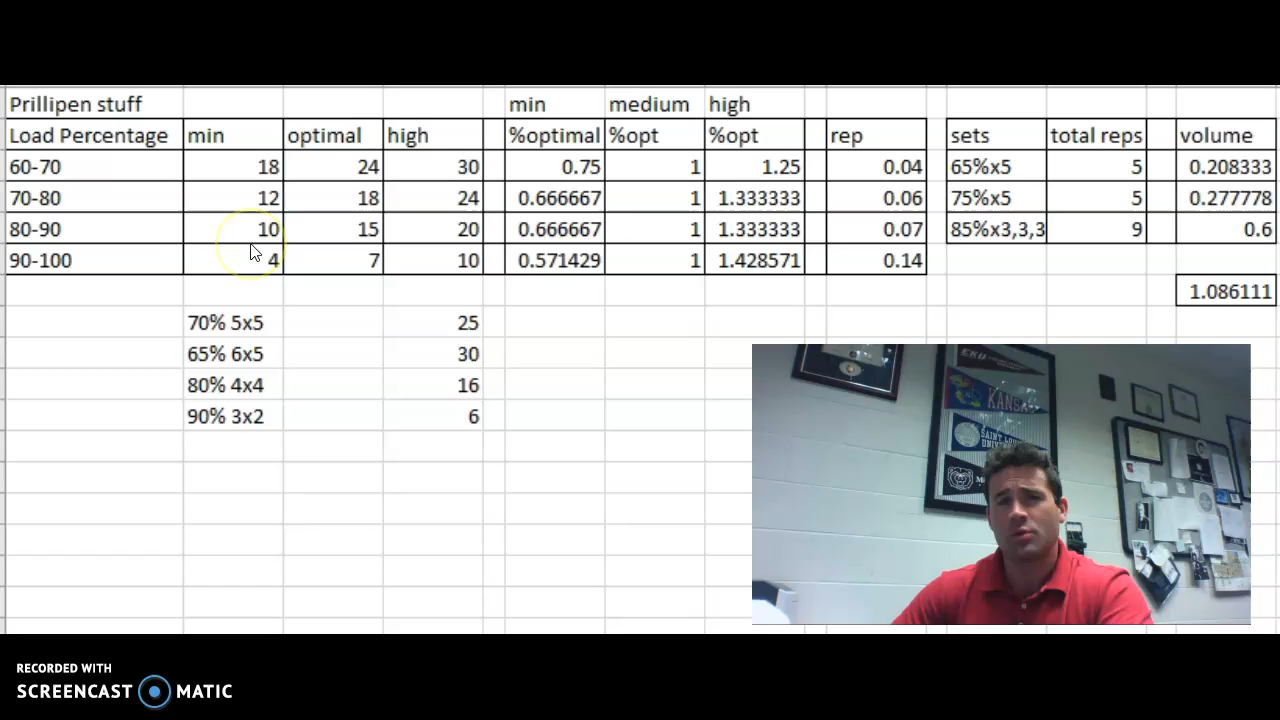 Prillipen stuff min medium high
Load Percentage min optimal high %optimal %opt %opt rep sets total reps volume
60-70 18 24 30 0.75 1 1.25 0.04 65%x5 5 0.208333
70-80 12 18 24 0.666667 1 1.333333 0.06 75%x5 5 0.277778
80-90 10 15 20 0.666667 1 1.333333 0.07 85%x3,3,3 9 0.6
90-100 4 7 10 0.571429 1 1.428571 0.14
1.086111
70% 5x5 25
65% 6x5 30
80% 4x4 16
90% 3x2 6
EKU
KANSAS
SAINT LOUIS
RECORDED WITH
SCREENCAST MATIC